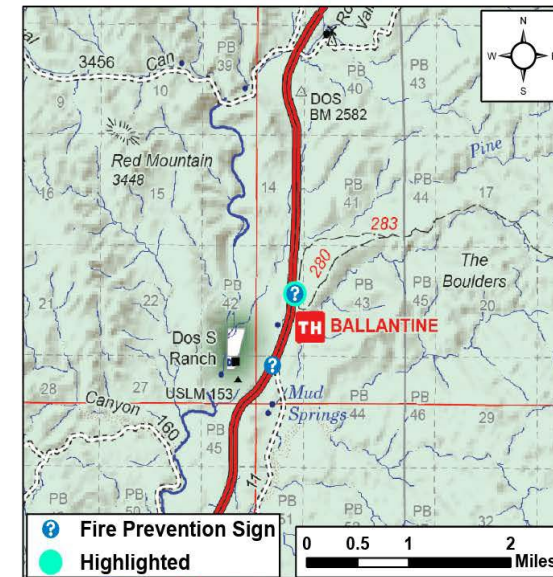 N
W
E
S
3456
Can
PB
39
Ro
Val
9
10
DOS
BM 2582
PB
40
PB
43
Red Mountain
3448
Pine
16
15
14
PB
41
PB
44
17
283
280
The
Boulders
21
22
PB
42
PB
43
PB
45
20
?
TH BALLANTINE
Dos S
Ranch
?
28
27
USLM 153
Mud
Springs
PB
44
PB
46
29
Canyon
160
PB
45
11
PB
51
32
? Fire Prevention Sign
Highlighted
0 0.5 1 2
Miles